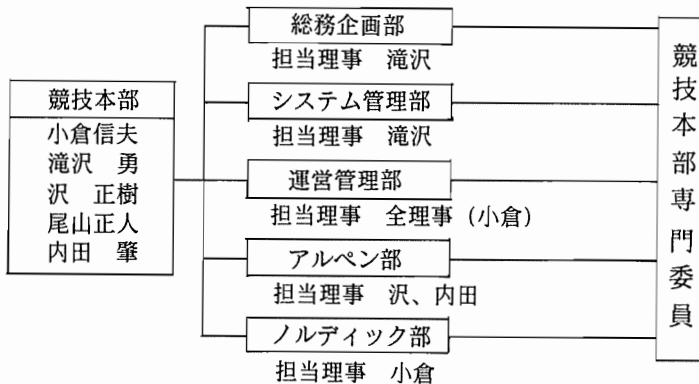 競技本部
小倉信夫
滝沢 勇
沢 正樹
尾山正人
内田 肇
総務企画部
担当理事 滝沢
システム管理部
担当理事 滝沢
運営管理部
担当理事 全理事（小倉）
アルペン部
担当理事 沢、内田
ノルディック部
担当理事 小倉
競技本部専門委員